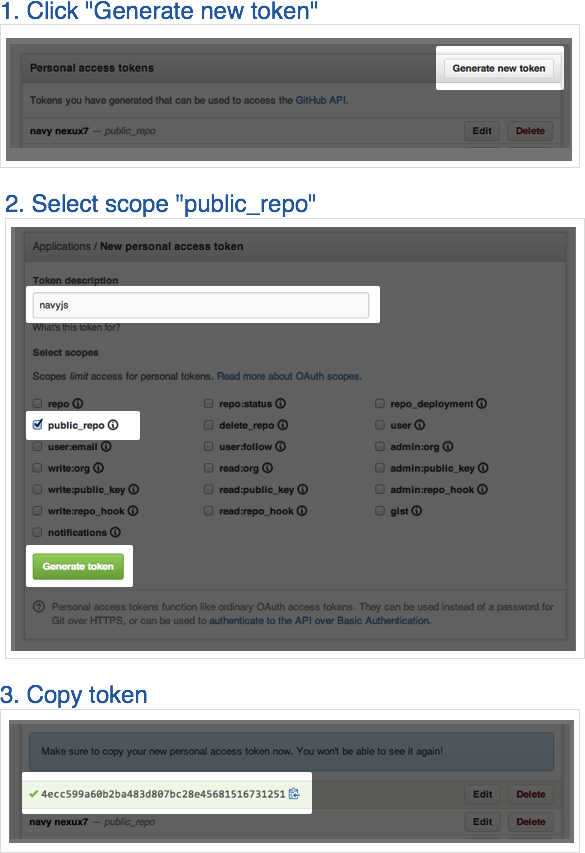 1. Click "Generate new token"
Personal access tokens
Generate new token
Tokens you have generated that can be used to access the GitHub API.
navy nexux7 — public_repo
Edit
Delete
2. Select scope "public_repo"
Applications / New personal access token
Token description
navyjs
What's this token for?
Select scopes
Scopes limit access for personal tokens. Read more about OAuth scopes.
repo repo:status repo_deployment
public_repo delete_repo user
user:email user:follow admin:org
write:org read:org admin:public_key
write:public_key read:public_key admin:repo_hook
write:repo_hook read:repo_hook gist
notifications
Generate token
Personal access tokens function like ordinary OAuth access tokens. They can be used instead of a password for
Git over HTTPS, or can be used to authenticate to the API over Basic Authentication.
3. Copy token
Make sure to copy your new personal access token now. You won't be able to see it again!
4ecc599a60b2ba483d807bc28e45681516731251
Edit
Delete
navy nexux7 — public_repo
Edit
Delete